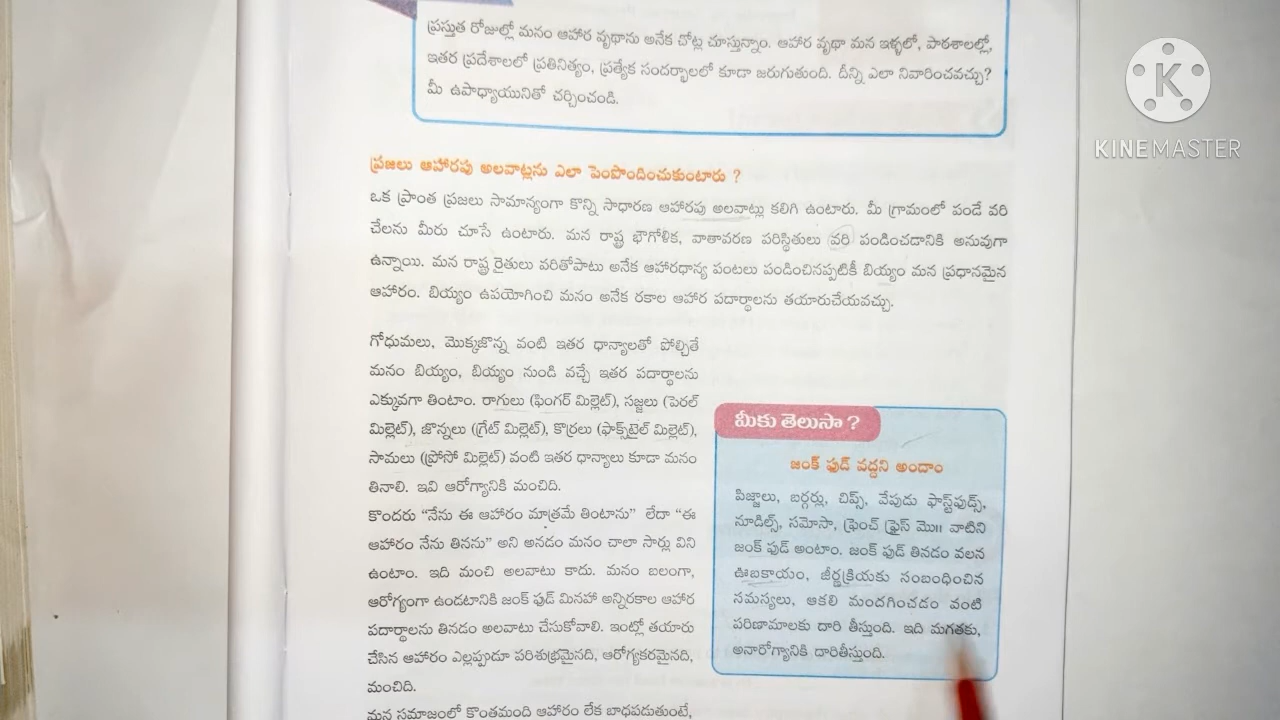 ప్రస్తుత రోజుల్లో మనం ఆహార వృథాను అనేక చోట్ల చూస్తున్నాం. ఆహార వృథా మన ఇళ్ళలో, పాఠశాలల్లో,
ఇతర ప్రదేశాలలో ప్రతినిత్యం, ప్రత్యేక సందర్భాలలో కూడా జరుగుతుంది. దీన్ని ఎలా నివారించవచ్చు?
మీ ఉపాధ్యాయునితో చర్చించండి.
K
KINEMASTER
ప్రజలు ఆహారపు అలవాట్లను ఎలా పెంపొందించుకుంటారు ?
ఒక ప్రాంత ప్రజలు సామాన్యంగా కొన్ని సాధారణ ఆహారపు అలవాట్లు కలిగి ఉంటారు. మీ గ్రామంలో పండే వరి
చేలను మీరు చూసే ఉంటారు. మన రాష్ట్ర భౌగోళిక, వాతావరణ పరిస్థితులు వరి పండించడానికి అనువుగా
ఉన్నాయి. మన రాష్ట్ర రైతులు వరితోపాటు అనేక ఆహారధాన్య పంటలు పండించినప్పటికీ బియ్యం మన ప్రధానమైన
ఆహారం. బియ్యం ఉపయోగించి మనం అనేక రకాల ఆహార పదార్థాలను తయారుచేయవచ్చు.
గోధుమలు, మొక్కజొన్న వంటి ఇతర ధాన్యాలతో పోల్చితే
మనం బియ్యం, బియ్యం నుండి వచ్చే ఇతర పదార్థాలను
ఎక్కువగా తింటాం. రాగులు (ఫింగర్ మిల్లెట్), సజ్జలు (పెరల్
మిల్లెట్), జొన్నలు (గ్రేట్ మిల్లెట్), కొర్రలు (ఫాక్స్‌టైల్ మిల్లెట్),
సామలు (ప్రోసో మిల్లెట్) వంటి ఇతర ధాన్యాలు కూడా మనం
తినాలి. ఇవి ఆరోగ్యానికి మంచిది.
కొందరు “నేను ఈ ఆహారం మాత్రమే తింటాను” లేదా “ఈ
ఆహారం నేను తినను” అని అనడం మనం చాలా సార్లు విని
ఉంటాం. ఇది మంచి అలవాటు కాదు. మనం బలంగా,
ఆరోగ్యంగా ఉండటానికి జంక్ ఫుడ్ మినహా అన్నిరకాల ఆహార
పదార్థాలను తినడం అలవాటు చేసుకోవాలి. ఇంట్లో తయారు
చేసిన ఆహారం ఎల్లప్పుడూ పరిశుభ్రమైనది, ఆరోగ్యకరమైనది,
మంచిది.
మన సమాజంలో కొంతమంది ఆహారం లేక బాధపడుతుంటే,
మీకు తెలుసా ?
జంక్ ఫుడ్ వద్దని అందాం
పిజ్జాలు, బర్గర్లు, చిప్స్, వేపుడు ఫాస్ట్‌ఫుడ్స్,
నూడిల్స్, సమోసా, ఫ్రెంచ్ ఫ్రైస్ మొ॥ వాటిని
జంక్ ఫుడ్ అంటాం. జంక్ ఫుడ్ తినడం వలన
ఊబకాయం, జీర్ణక్రియకు సంబంధించిన
సమస్యలు, ఆకలి మందగించడం వంటి
పరిణామాలకు దారి తీస్తుంది. ఇది మగతకు,
అనారోగ్యానికి దారితీస్తుంది.